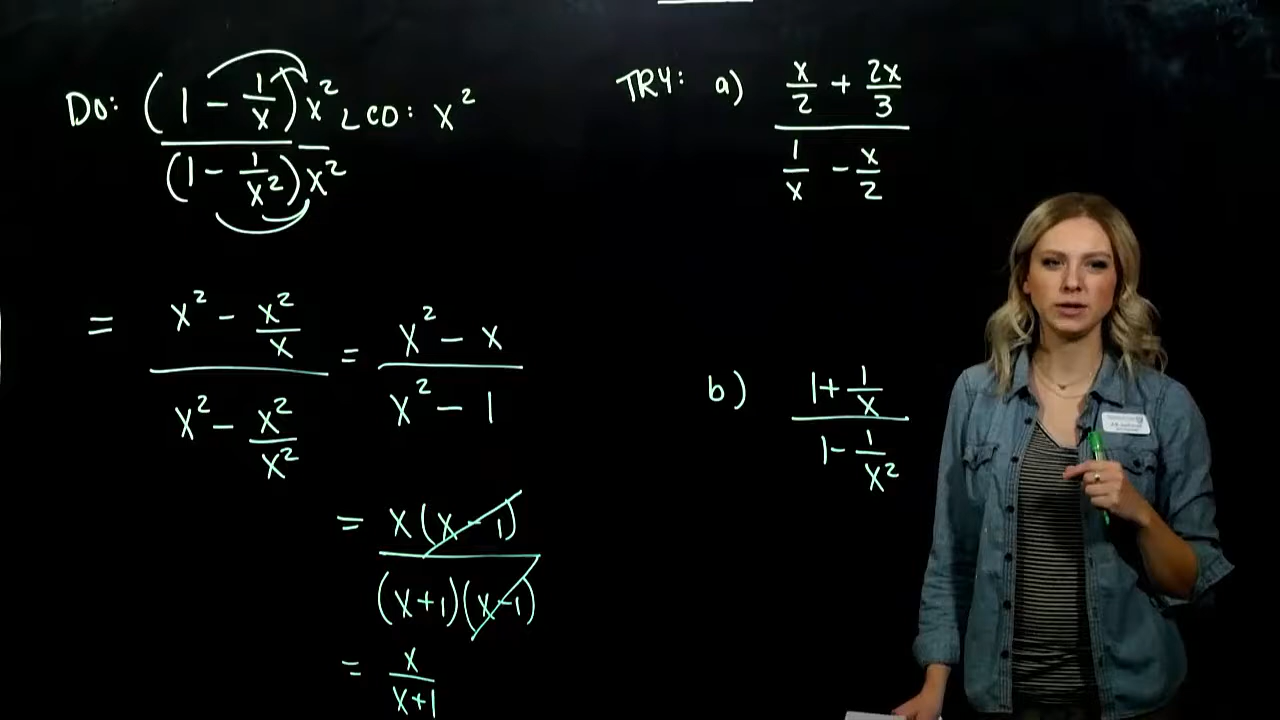 Do: (1 - 1/x) x² / (1 - 1/x²) x² LCD: x²
= (x² - x²/x) / (x² - x²/x²) = (x² - x) / (x² - 1)
= x(x - 1) / (x+1)(x-1)
= x / (x+1)
TRY: a) (x/2 + 2x/3) / (1/x - x/2)
b) (1 + 1/x) / (1 - 1/x²)